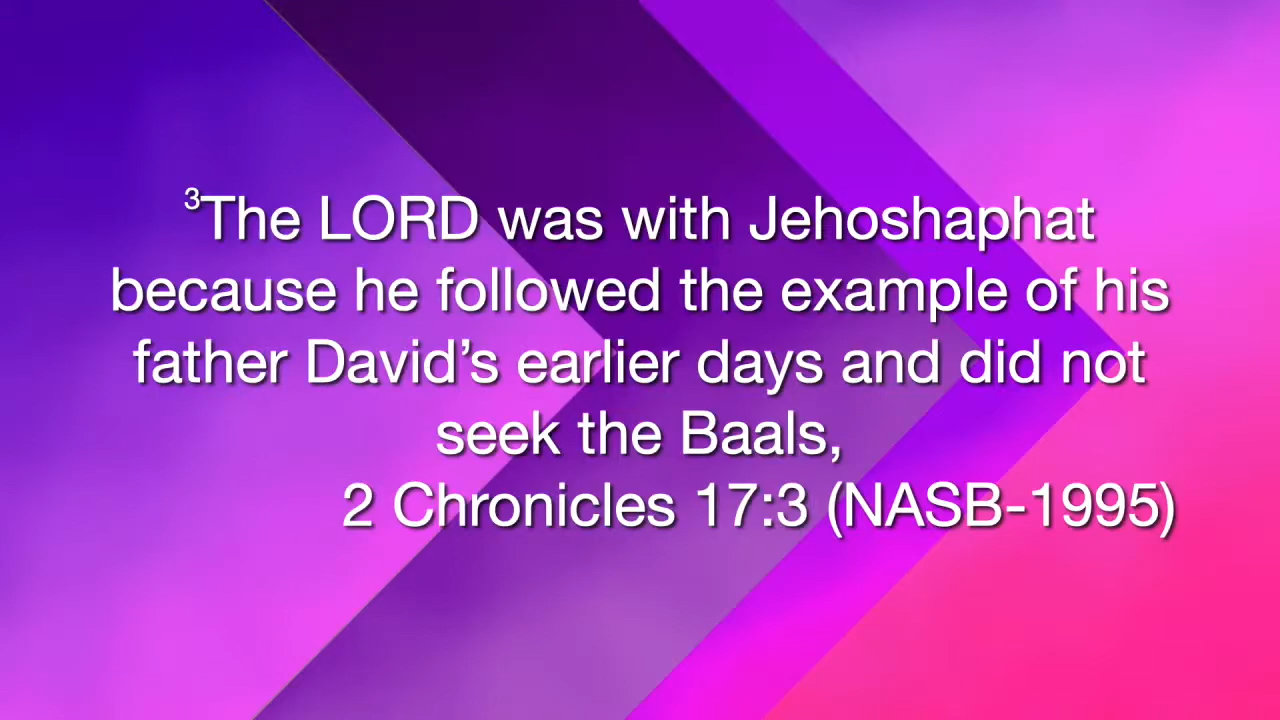 ³The LORD was with Jehoshaphat
because he followed the example of his
father David’s earlier days and did not
seek the Baals,
2 Chronicles 17:3 (NASB-1995)